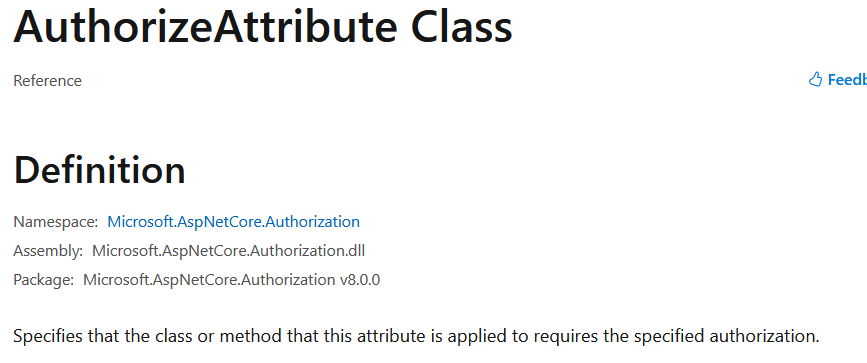 AuthorizeAttribute Class
Reference
Definition
Namespace: Microsoft.AspNetCore.Authorization
Assembly: Microsoft.AspNetCore.Authorization.dll
Package: Microsoft.AspNetCore.Authorization v8.0.0
Specifies that the class or method that this attribute is applied to requires the specified authorization.